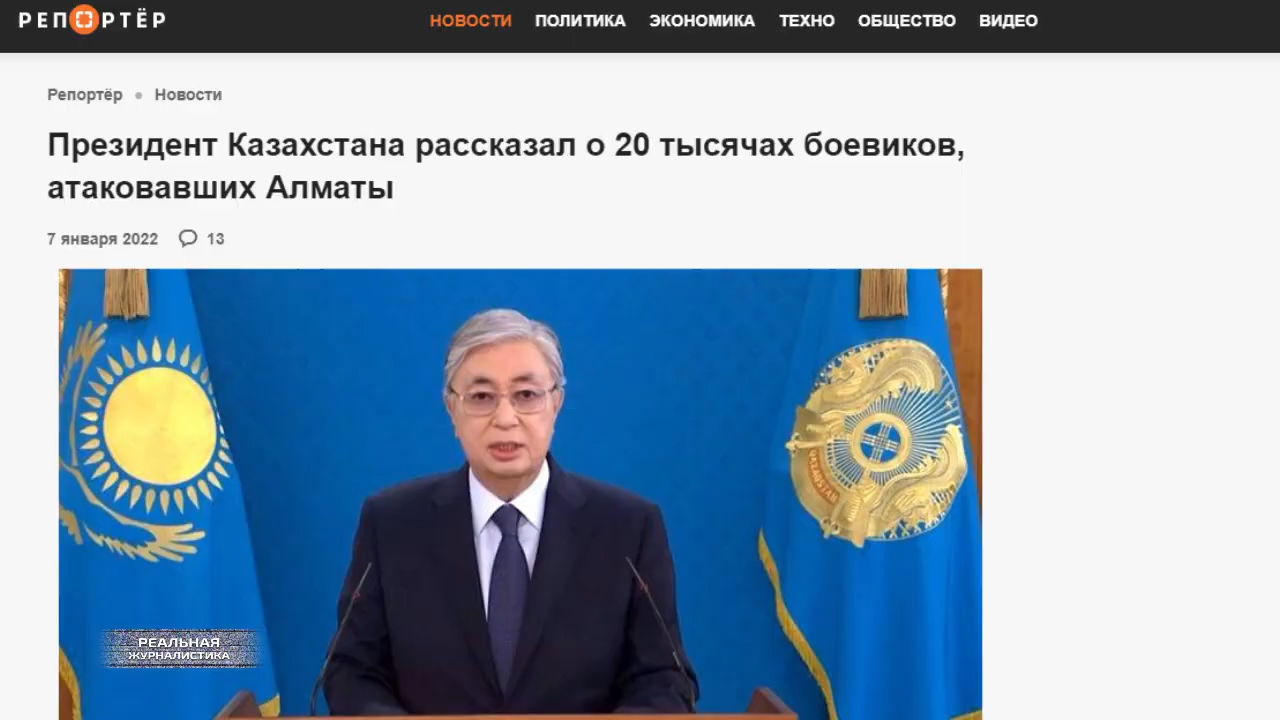 РЕПОРТЁР
НОВОСТИ ПОЛИТИКА ЭКОНОМИКА ТЕХНО ОБЩЕСТВО ВИДЕО
Репортёр • Новости
Президент Казахстана рассказал о 20 тысячах боевиков,
атаковавших Алматы
7 января 2022 13
QAZAQSTAN
РЕАЛЬНАЯ
ЖУРНАЛИСТИКА